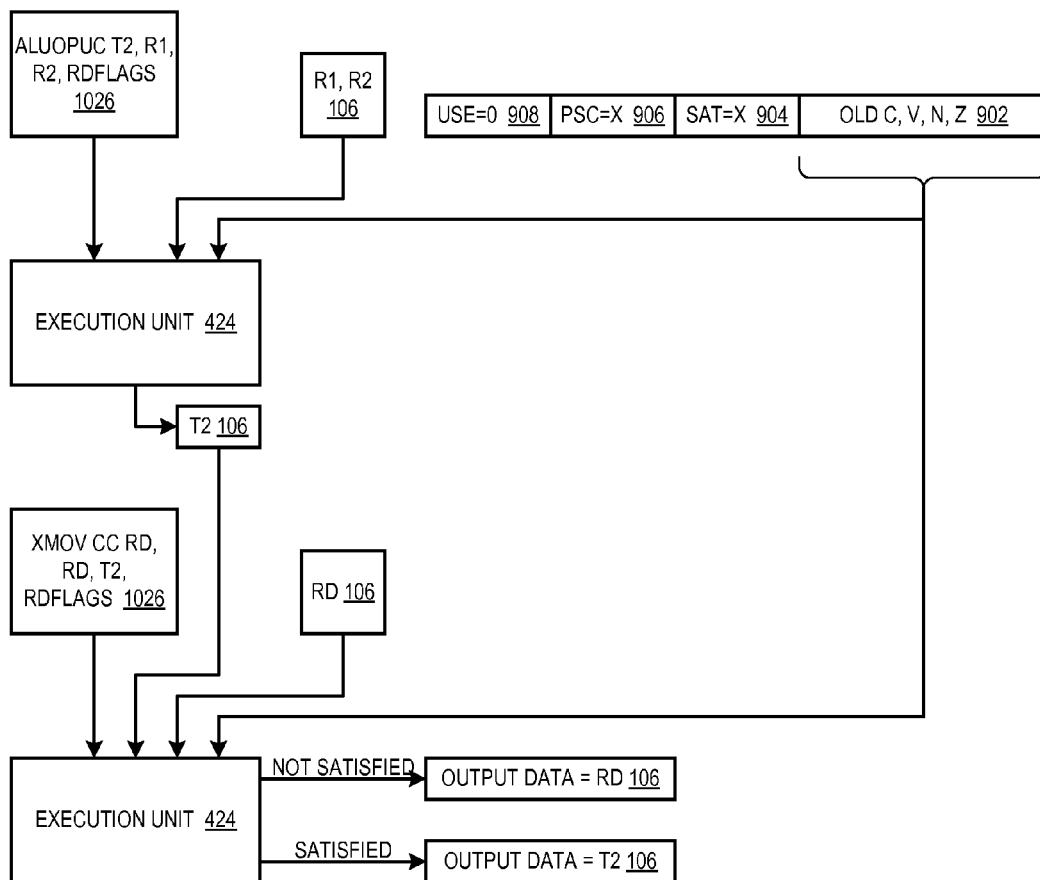 ALUOPUC T2, R1,
R2, RDFLAGS
1026
R1, R2
106
USE=0 908 PSC=X 906 SAT=X 904 OLD C, V, N, Z 902
EXECUTION UNIT 424
T2 106
XMOV CC RD,
RD, T2,
RDFLAGS 1026
RD 106
EXECUTION UNIT 424
NOT SATISFIED
OUTPUT DATA = RD 106
SATISFIED
OUTPUT DATA = T2 106